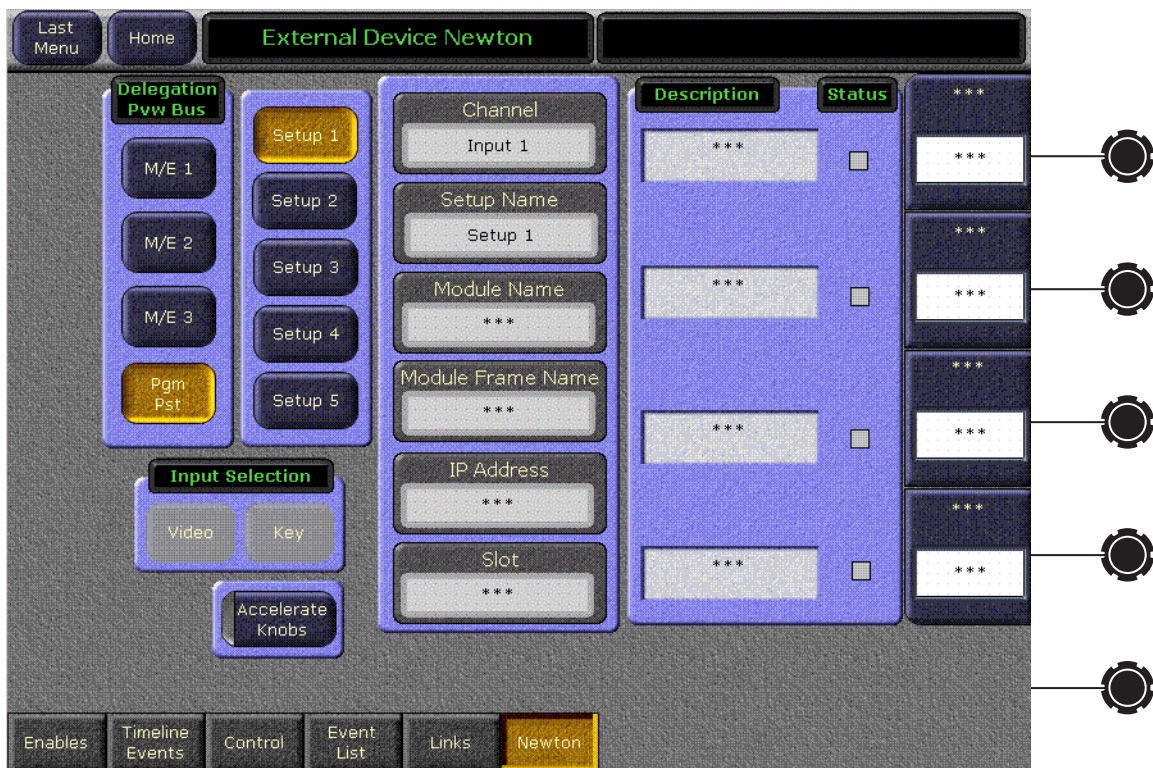 Last
Menu
Home
External Device Newton
Delegation
Pvw Bus
M/E 1
M/E 2
M/E 3
Pgm
Pst
Setup 1
Setup 2
Setup 3
Setup 4
Setup 5
Input Selection
Video
Key
Accelerate
Knobs
Channel
Input 1
Setup Name
Setup 1
Module Name
***
Module Frame Name
***
IP Address
***
Slot
***
Description
Status
***
***
***
***
***
***
***
***
***
***
***
***
Enables
Timeline
Events
Control
Event
List
Links
Newton